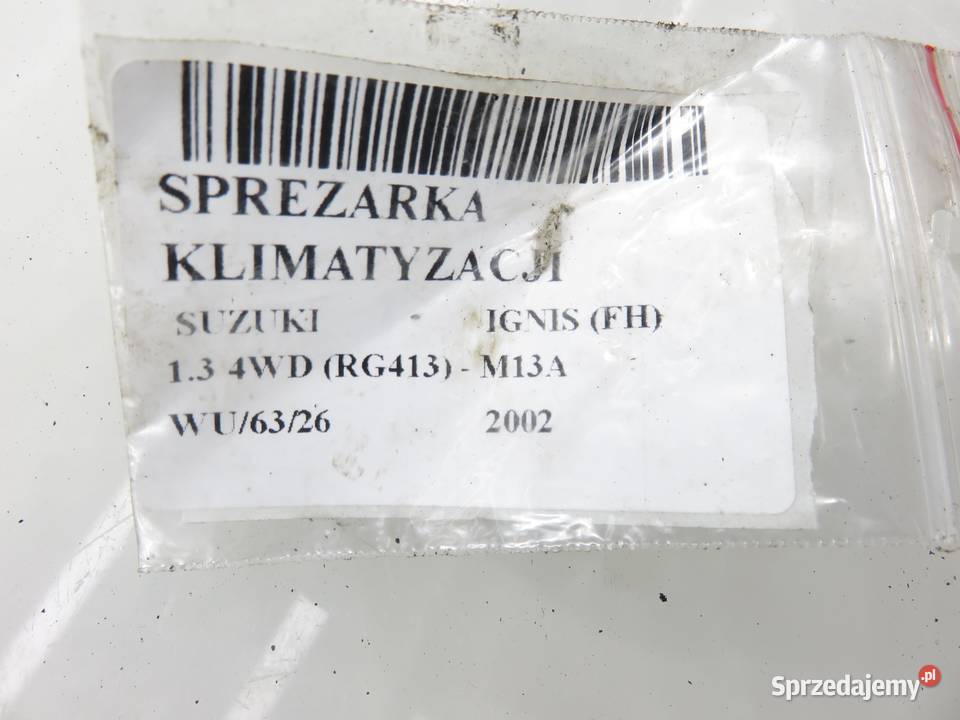 SPREZARKA
KLIMATYZACJI
SUZUKI IGNIS (FH)
1.3 4WD (RG413) - M13A
WU/63/26 2002
Sprzedajemy.pl